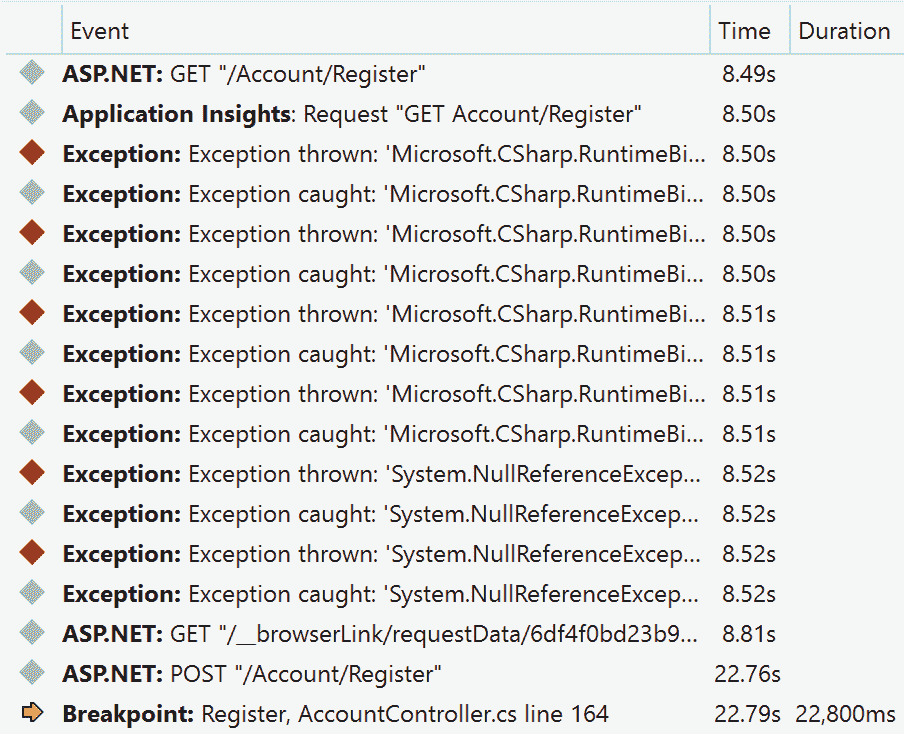 Event Time Duration
ASP.NET: GET "/Account/Register" 8.49s
Application Insights: Request "GET Account/Register" 8.50s
Exception: Exception thrown: 'Microsoft.CSharp.RuntimeBi... 8.50s
Exception: Exception caught: 'Microsoft.CSharp.RuntimeBi... 8.50s
Exception: Exception thrown: 'Microsoft.CSharp.RuntimeBi... 8.50s
Exception: Exception caught: 'Microsoft.CSharp.RuntimeBi... 8.50s
Exception: Exception thrown: 'Microsoft.CSharp.RuntimeBi... 8.51s
Exception: Exception caught: 'Microsoft.CSharp.RuntimeBi... 8.51s
Exception: Exception thrown: 'Microsoft.CSharp.RuntimeBi... 8.51s
Exception: Exception caught: 'Microsoft.CSharp.RuntimeBi... 8.51s
Exception: Exception thrown: 'System.NullReferenceExcep... 8.52s
Exception: Exception caught: 'System.NullReferenceExcep... 8.52s
Exception: Exception thrown: 'System.NullReferenceExcep... 8.52s
Exception: Exception caught: 'System.NullReferenceExcep... 8.52s
ASP.NET: GET "/__browserLink/requestData/6df4f0bd23b9... 8.81s
ASP.NET: POST "/Account/Register" 22.76s
Breakpoint: Register, AccountController.cs line 164 22.79s 22,800ms